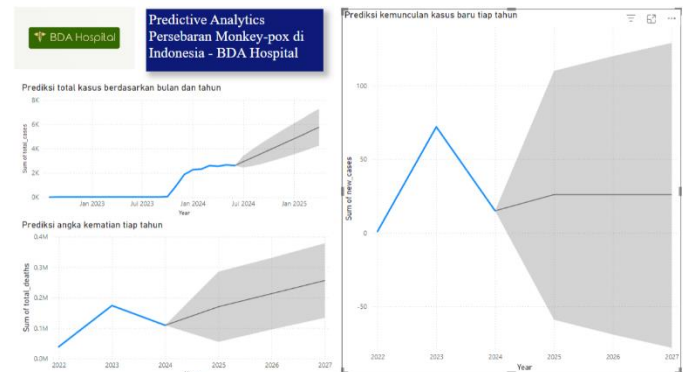 BDA Hospital
Predictive Analytics
Persebaran Monkey-pox di
Indonesia - BDA Hospital
Prediksi total kasus berdasarkan bulan dan tahun
8K
6K
4K
2K
0K
Sum of total_cases
Jan 2023
Jul 2023
Jan 2024
Jul 2024
Jan 2025
Year
Prediksi angka kematian tiap tahun
0.4M
0.3M
0.2M
0.1M
0.0M
Sum of total_deaths
2022
2023
2024
2025
2026
2027
Prediksi kemunculan kasus baru tiap tahun
100
50
0
-50
Sum of new_cases
2022
2023
2024
2025
2026
2027
Year